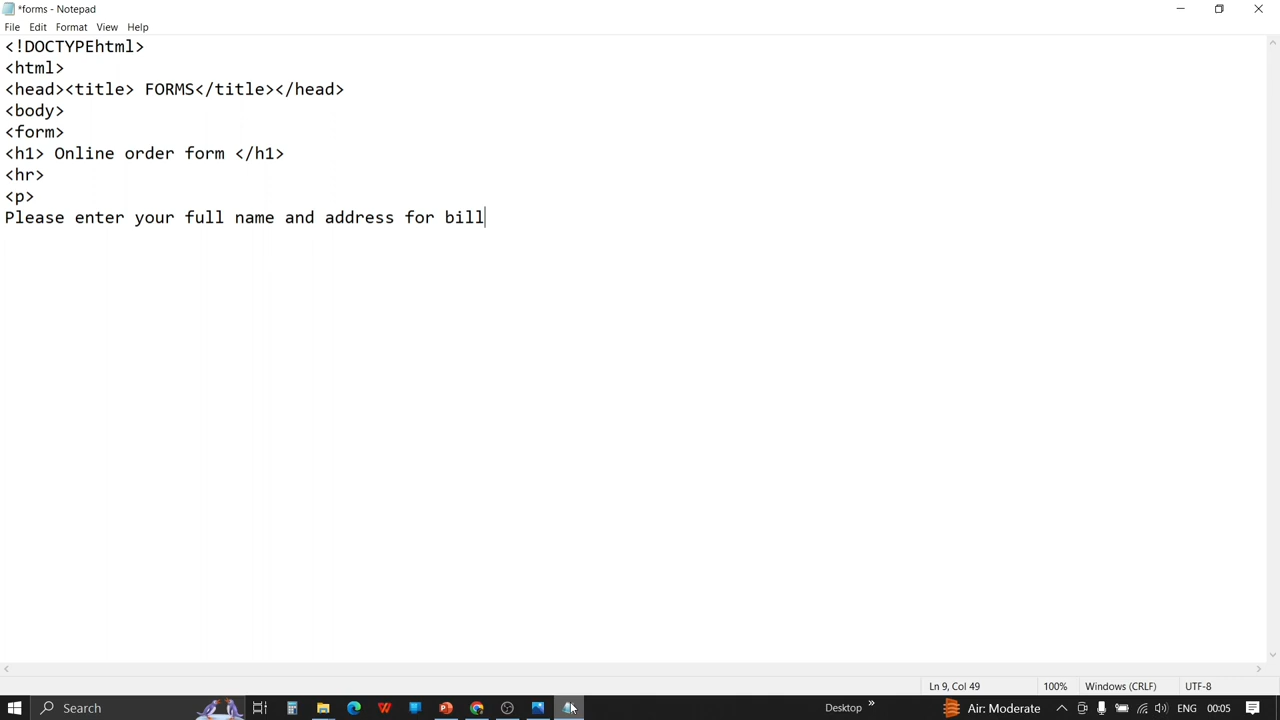 *forms - Notepad
File Edit Format View Help
<!DOCTYPEhtml>
<html>
<head><title> FORMS</title></head>
<body>
<form>
<h1> Online order form </h1>
<hr>
<p>
Please enter your full name and address for bill
Ln 9, Col 49 100% Windows (CRLF) UTF-8
Search Desktop » Air: Moderate ENG 00:05